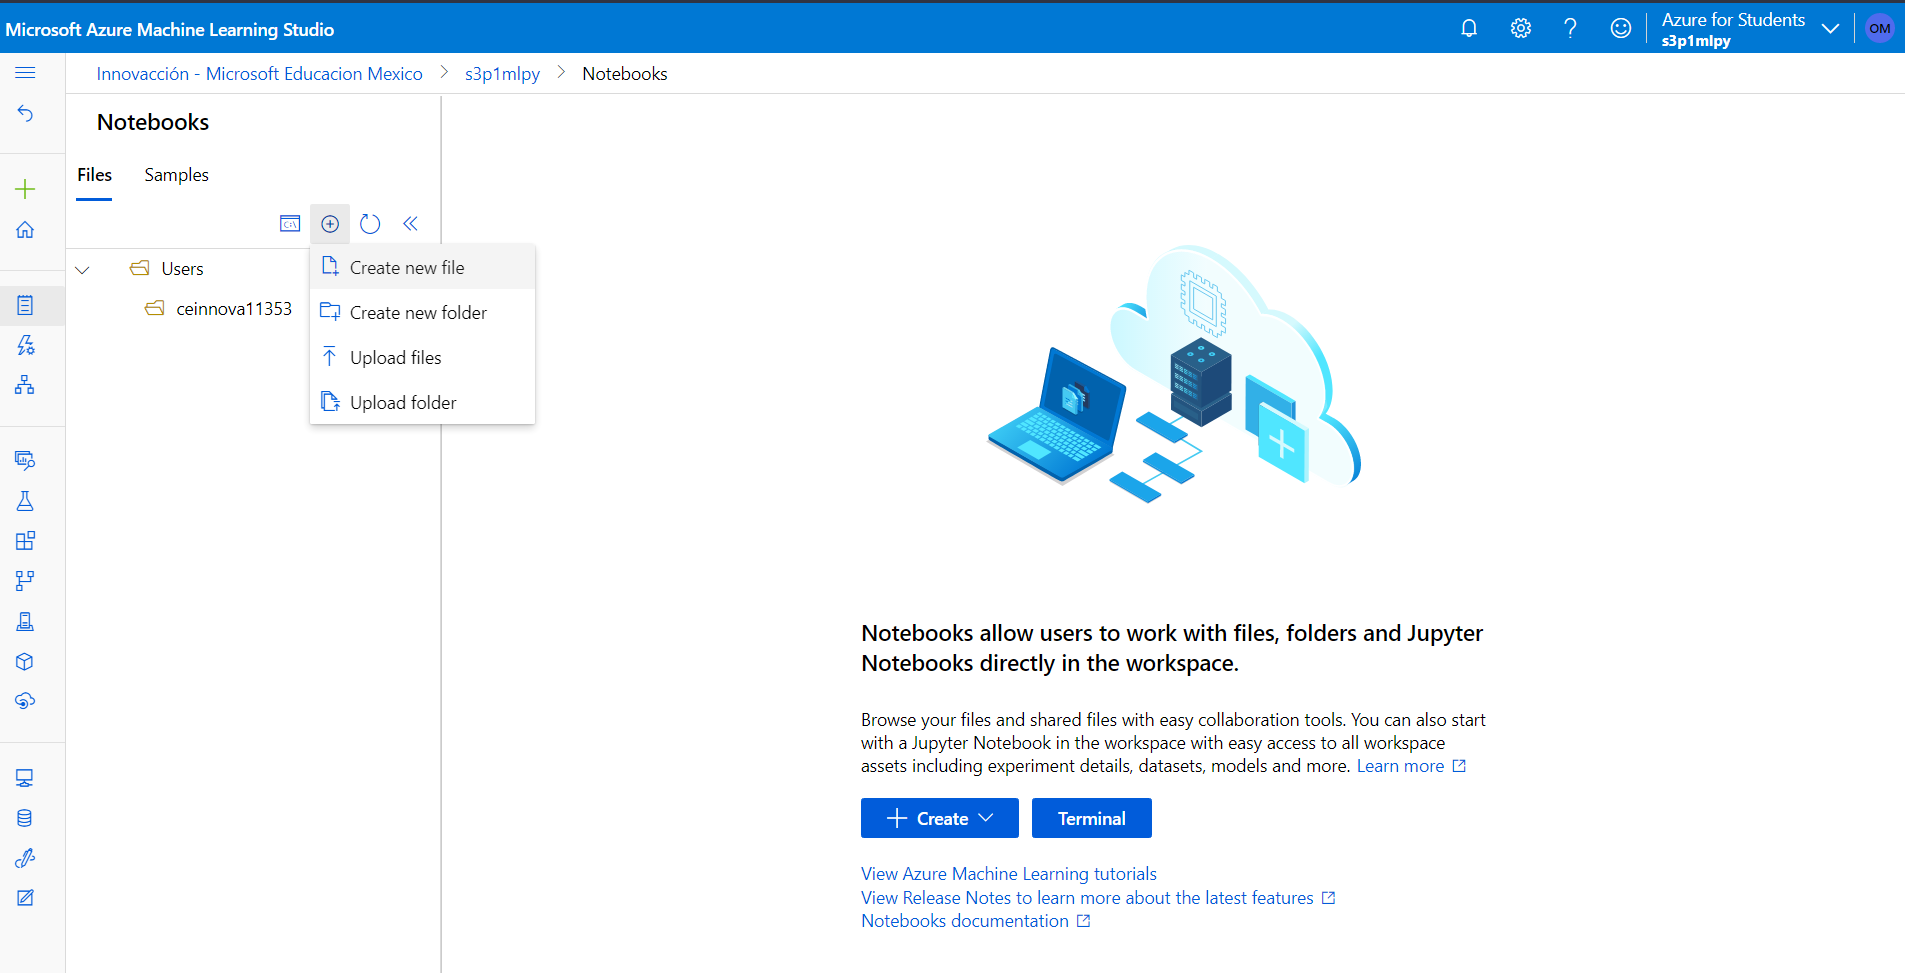 Microsoft Azure Machine Learning Studio
Azure for Students
s3p1mlpy
OM
Innovacción - Microsoft Educacion Mexico > s3p1mlpy > Notebooks
Notebooks
Files Samples
Users
ceinnova11353
Create new file
Create new folder
Upload files
Upload folder
Notebooks allow users to work with files, folders and Jupyter
Notebooks directly in the workspace.
Browse your files and shared files with easy collaboration tools. You can also start
with a Jupyter Notebook in the workspace with easy access to all workspace
assets including experiment details, datasets, models and more. Learn more
Create Terminal
View Azure Machine Learning tutorials
View Release Notes to learn more about the latest features
Notebooks documentation